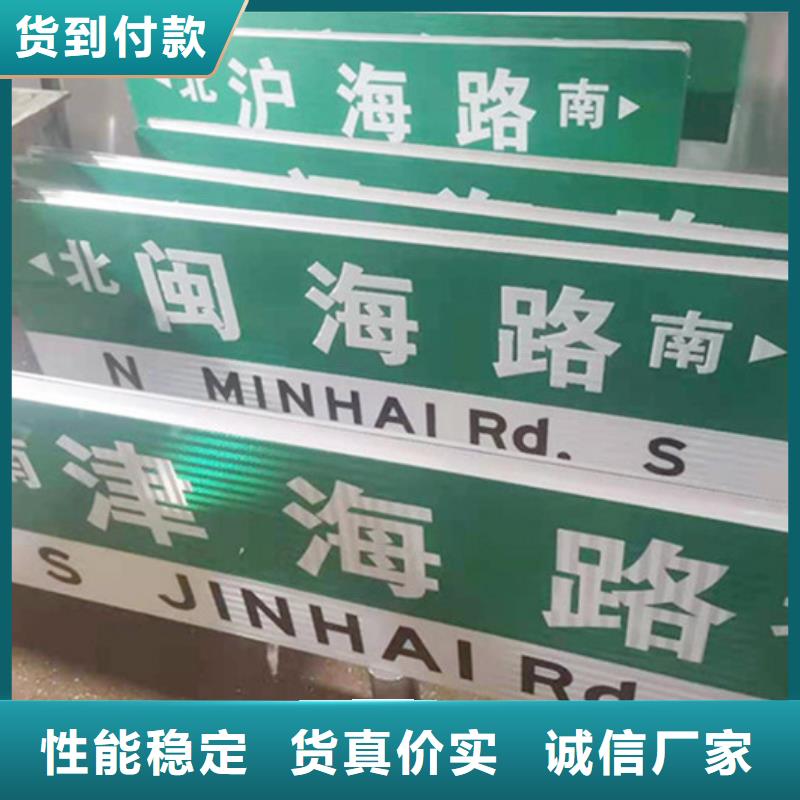 货到付款
北 沪海路 南
北 闽海路 南
N MINHAI Rd. S
南 津海路
S JINHAI Rd
性能稳定 货真价实 诚信厂家